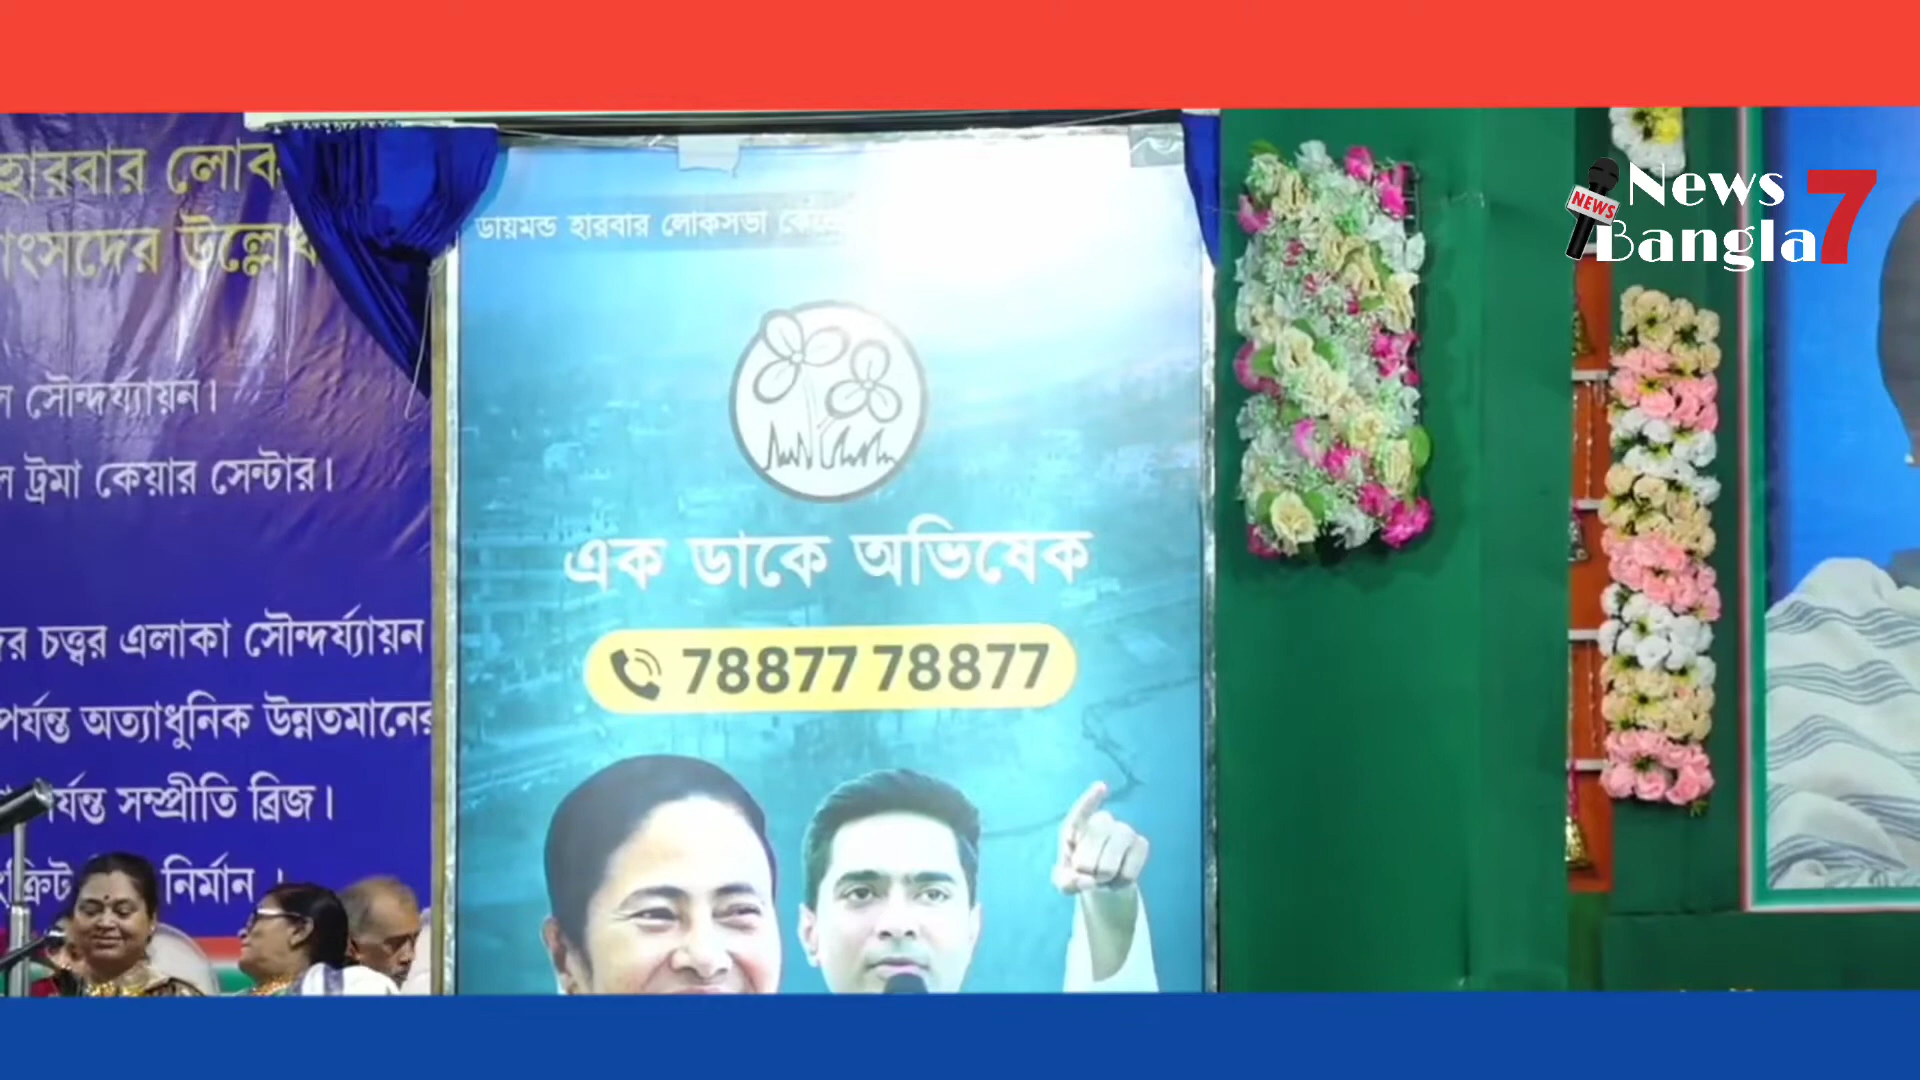 হারবার লোক
সাংসদের উল্লেখ
সৌন্দর্য্যায়ন।
ট্রমা কেয়ার সেন্টার।
চত্ত্বর এলাকা সৌন্দর্য্যায়ন
পর্যন্ত অত্যাধুনিক উন্নতমানের
পর্যন্ত সম্প্রীতি ব্রিজ।
নির্মান ।
ডায়মন্ড হারবার লোকসভা
এক ডাকে অভিষেক
78877 78877
NEWS
News
Bangla 7